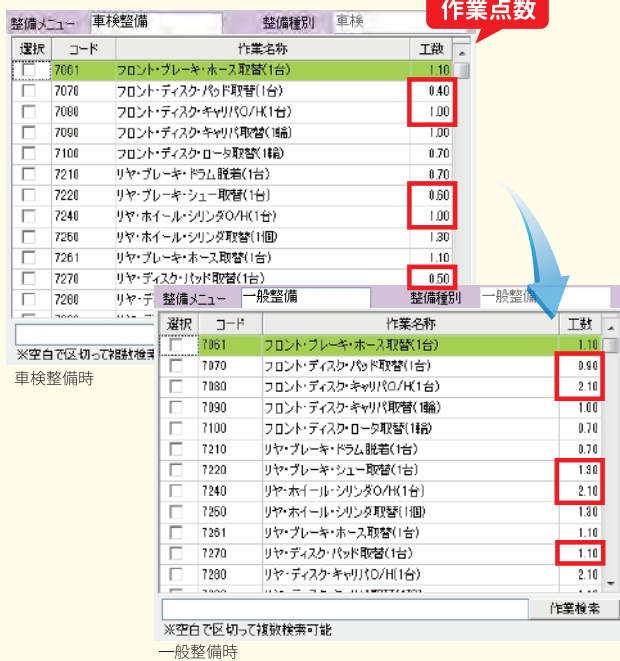 作業点数
整備メニュー 車検整備 整備種別 車検
選択 コード 作業名称 工数
7061 フロント・ブレーキ・ホース取替(1台) 1.10
7070 フロント・ディスク・パッド取替(1台) 0.40
7080 フロント・ディスク・キャリパO/H(1台) 1.00
7090 フロント・ディスク・キャリパ取替(1輪) 1.00
7100 フロント・ディスク・ロータ取替(1輪) 0.70
7210 リヤ・ブレーキ・ドラム脱着(1台) 0.70
7220 リヤ・ブレーキ・シュー取替(1台) 0.60
7240 リヤ・ホイール・シリンダO/H(1台) 1.00
7250 リヤ・ホイール・シリンダ取替(1個) 1.30
7261 リヤ・ブレーキ・ホース取替(1台) 1.10
7270 リヤ・ディスク・パッド取替(1台) 0.50
7280 リヤ・デ
※空白で区切って複数検索
車検整備時
整備メニュー 一般整備 整備種別 一般整備
選択 コード 作業名称 工数
7061 フロント・ブレーキ・ホース取替(1台) 1.10
7070 フロント・ディスク・パッド取替(1台) 0.90
7080 フロント・ディスク・キャリパO/H(1台) 2.10
7090 フロント・ディスク・キャリパ取替(1輪) 1.00
7100 フロント・ディスク・ロータ取替(1輪) 0.70
7210 リヤ・ブレーキ・ドラム脱着(1台) 0.70
7220 リヤ・ブレーキ・シュー取替(1台) 1.30
7240 リヤ・ホイール・シリンダO/H(1台) 2.10
7250 リヤ・ホイール・シリンダ取替(1個) 1.30
7261 リヤ・ブレーキ・ホース取替(1台) 1.10
7270 リヤ・ディスク・パッド取替(1台) 1.10
7280 リヤ・ディスク・キャリパO/H(1台) 2.10
作業検索
※空白で区切って複数検索可能
一般整備時